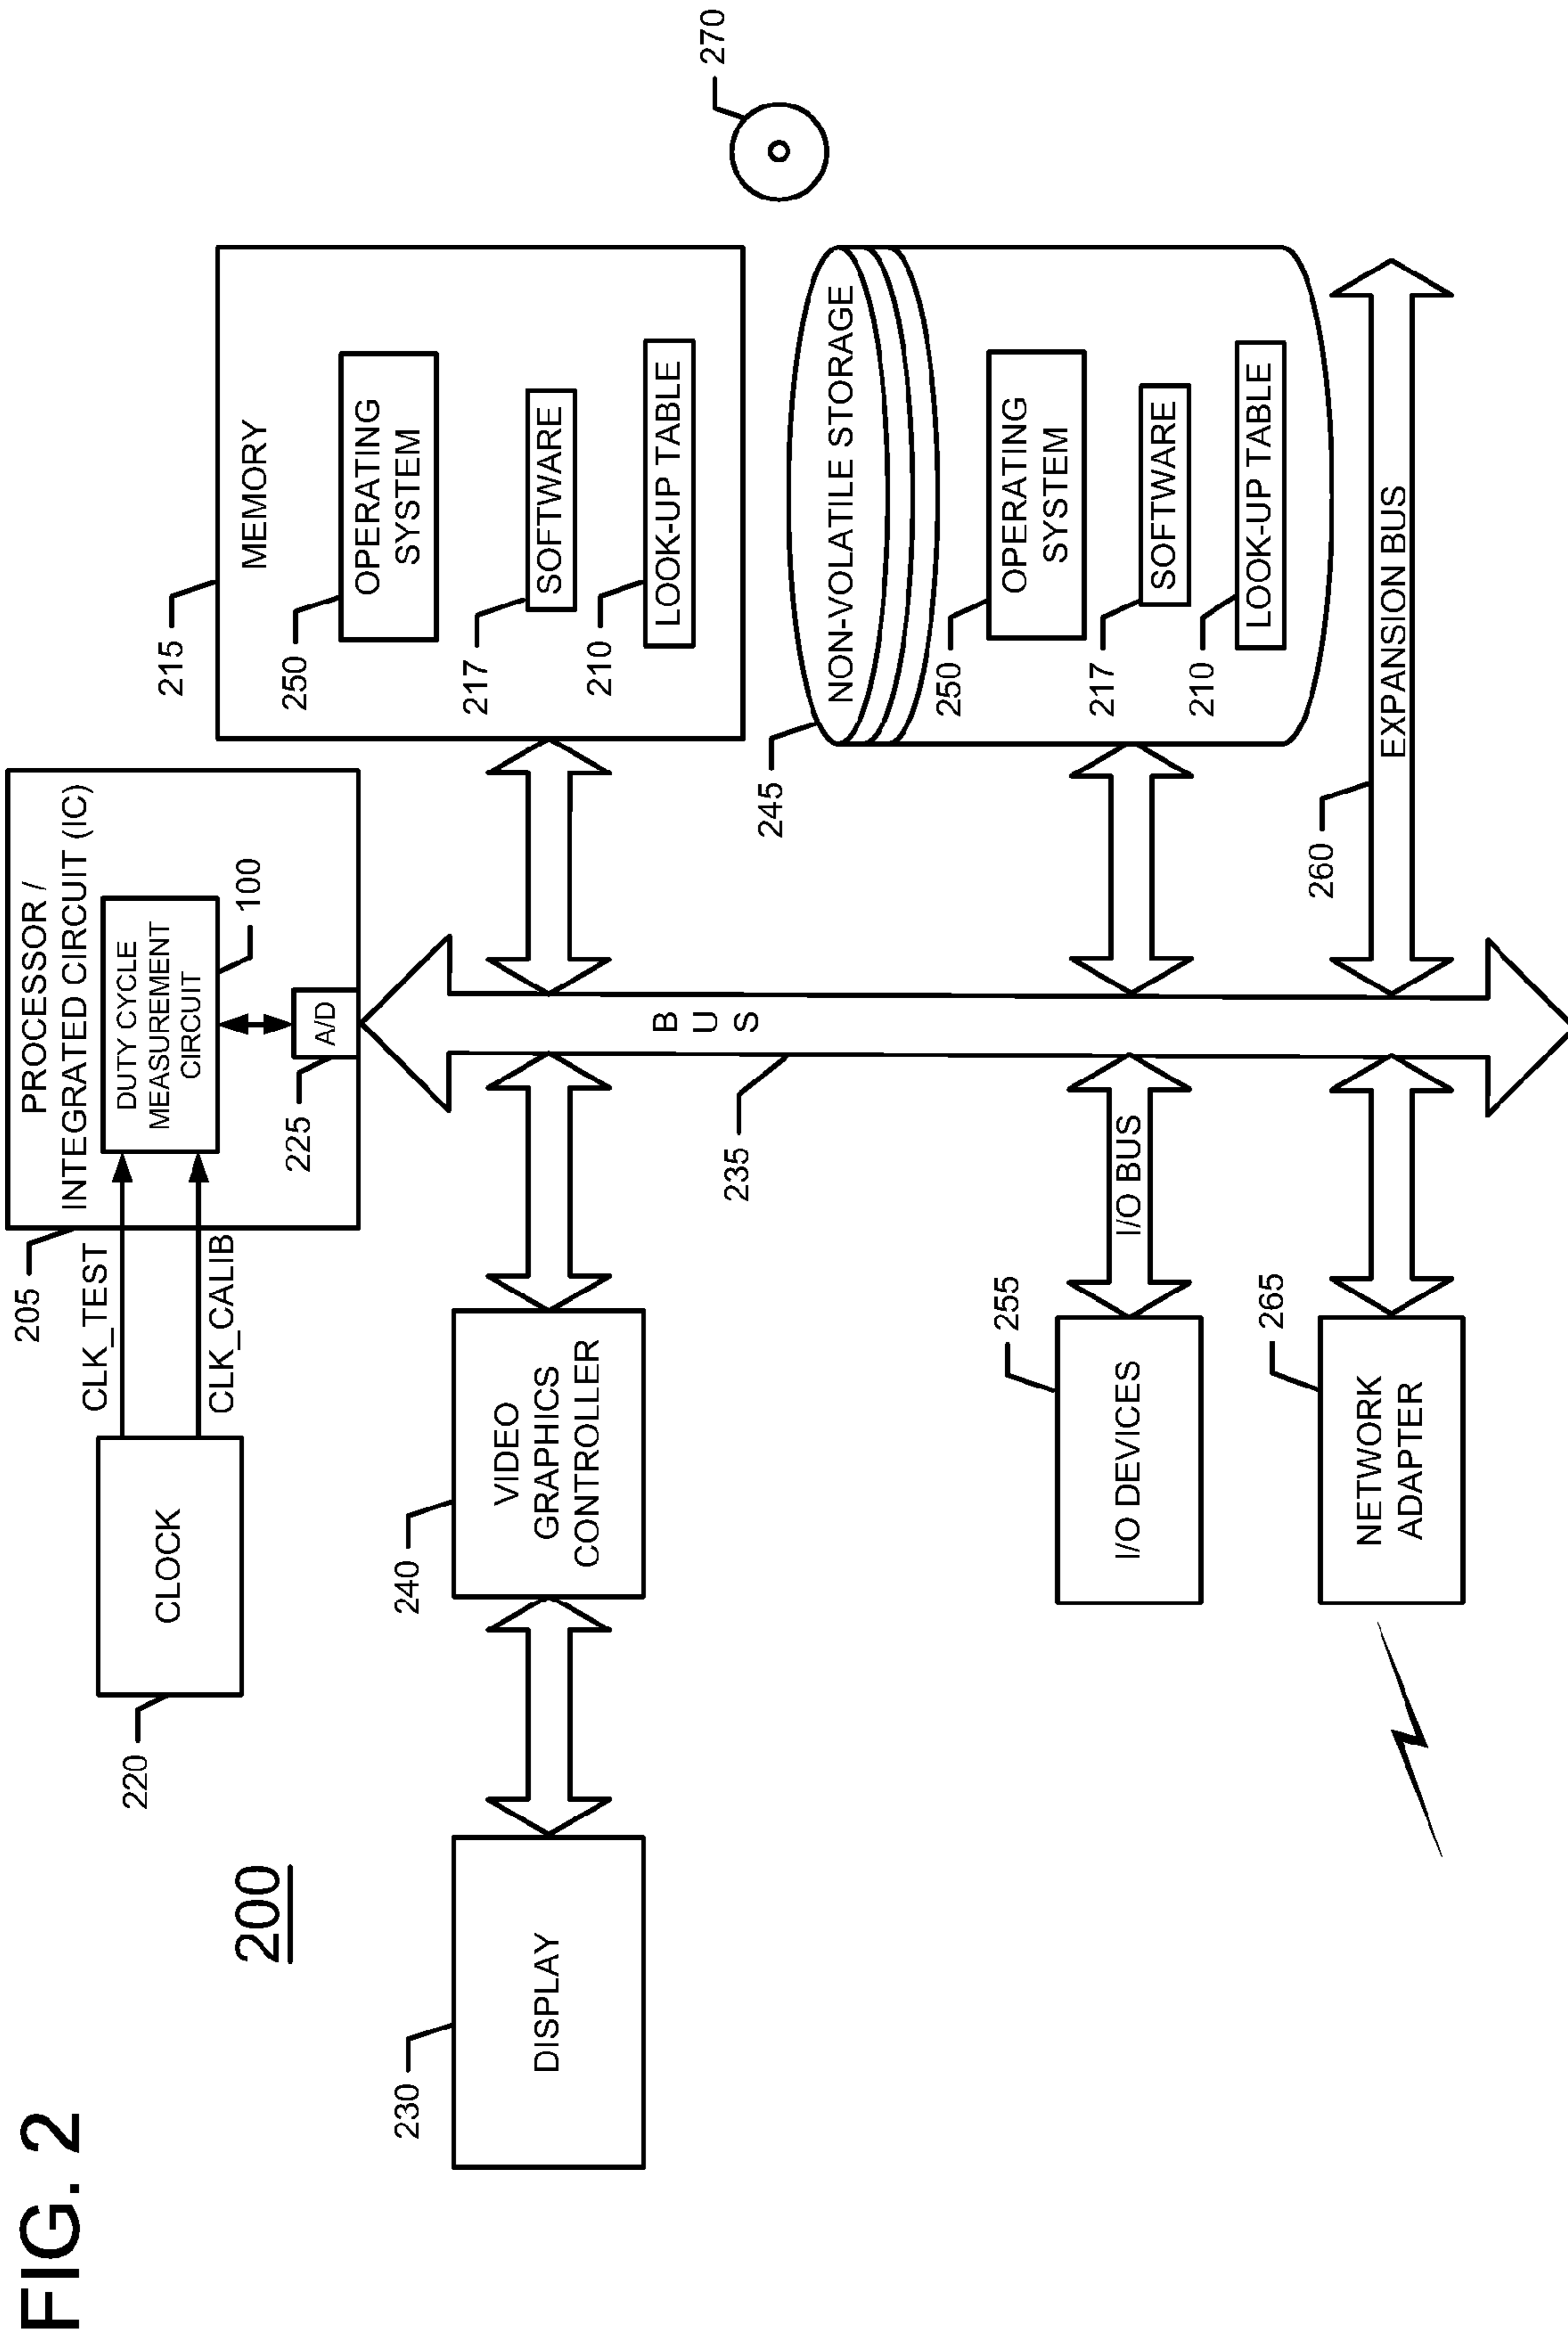 FIG. 2
200
220
CLOCK
CLK_TEST
CLK_CALIB
205
PROCESSOR /
INTEGRATED CIRCUIT (IC)
DUTY CYCLE
MEASUREMENT
CIRCUIT
100
225
A/D
215
MEMORY
250
OPERATING
SYSTEM
217
SOFTWARE
210
LOOK-UP TABLE
270
230
DISPLAY
240
VIDEO
GRAPHICS
CONTROLLER
B
U
S
235
245
NON-VOLATILE STORAGE
250
OPERATING
SYSTEM
217
SOFTWARE
210
LOOK-UP TABLE
255
I/O DEVICES
I/O BUS
260
EXPANSION BUS
265
NETWORK
ADAPTER